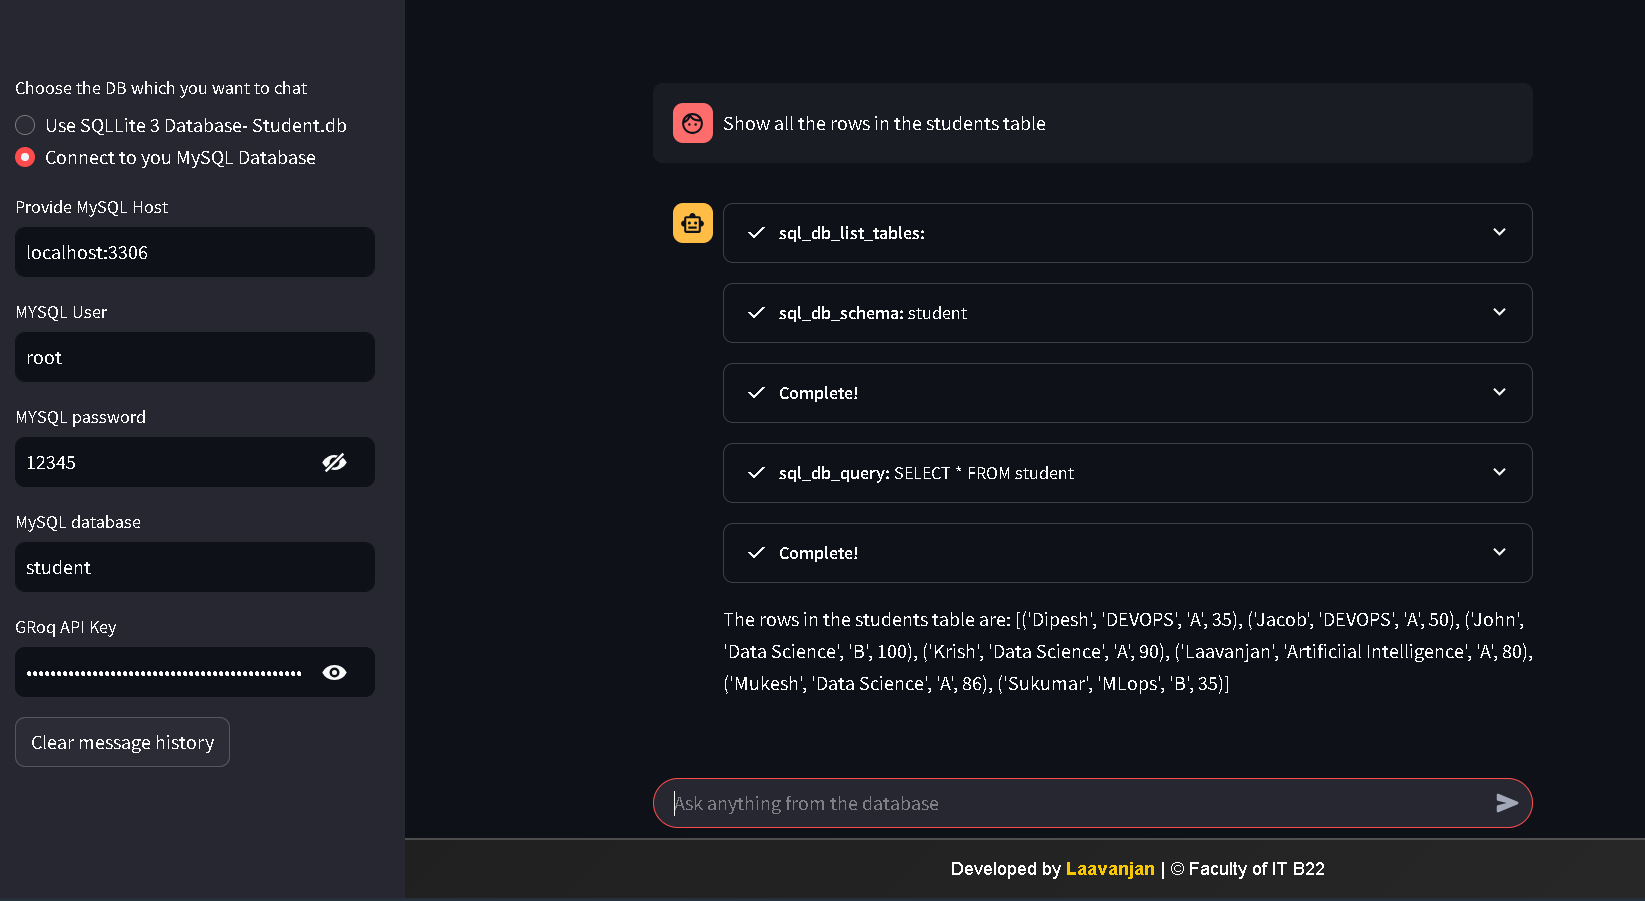 Choose the DB which you want to chat
Use SQLLite 3 Database- Student.db
Connect to you MySQL Database
Provide MySQL Host
localhost:3306
MYSQL User
root
MYSQL password
12345
MySQL database
student
GRoq API Key
••••••••••••••••••••••••••••••••••••••••••••••
Clear message history
Show all the rows in the students table
sql_db_list_tables:
sql_db_schema: student
Complete!
sql_db_query: SELECT * FROM student
Complete!
The rows in the students table are: [('Dipesh', 'DEVOPS', 'A', 35), ('Jacob', 'DEVOPS', 'A', 50), ('John',
'Data Science', 'B', 100), ('Krish', 'Data Science', 'A', 90), ('Laavanjan', 'Artificiial Intelligence', 'A', 80),
('Mukesh', 'Data Science', 'A', 86), ('Sukumar', 'MLops', 'B', 35)]
Ask anything from the database
Developed by Laavanjan | © Faculty of IT B22